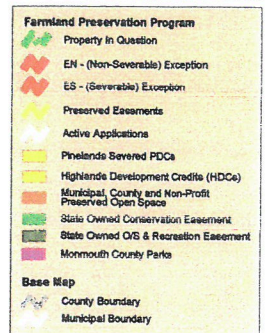 Farmland Preservation Program
Property In Question
EN - (Non-Severable) Exception
ES - (Severable) Exception
Preserved Easements
Active Applications
Pinelands Severed PDCs
Highlands Development Credits (HDCs)
Municipal, County and Non-Profit
Preserved Open Space
State Owned Conservation Easement
State Owned O/S & Recreation Easement
Monmouth County Parks
Base Map
County Boundary
Municipal Boundary